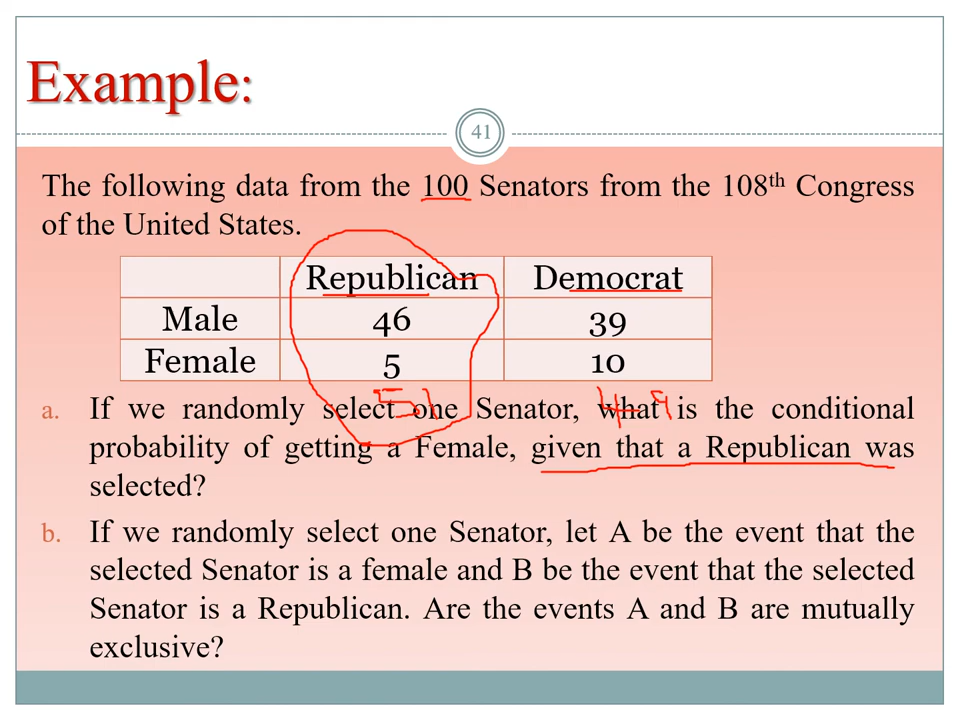 Example:
41
The following data from the 100 Senators from the 108th Congress
of the United States.
Republican Democrat
Male 46 39
Female 5 10
51 49
a. If we randomly select one Senator, what is the conditional
probability of getting a Female, given that a Republican was
selected?
b. If we randomly select one Senator, let A be the event that the
selected Senator is a female and B be the event that the selected
Senator is a Republican. Are the events A and B are mutually
exclusive?